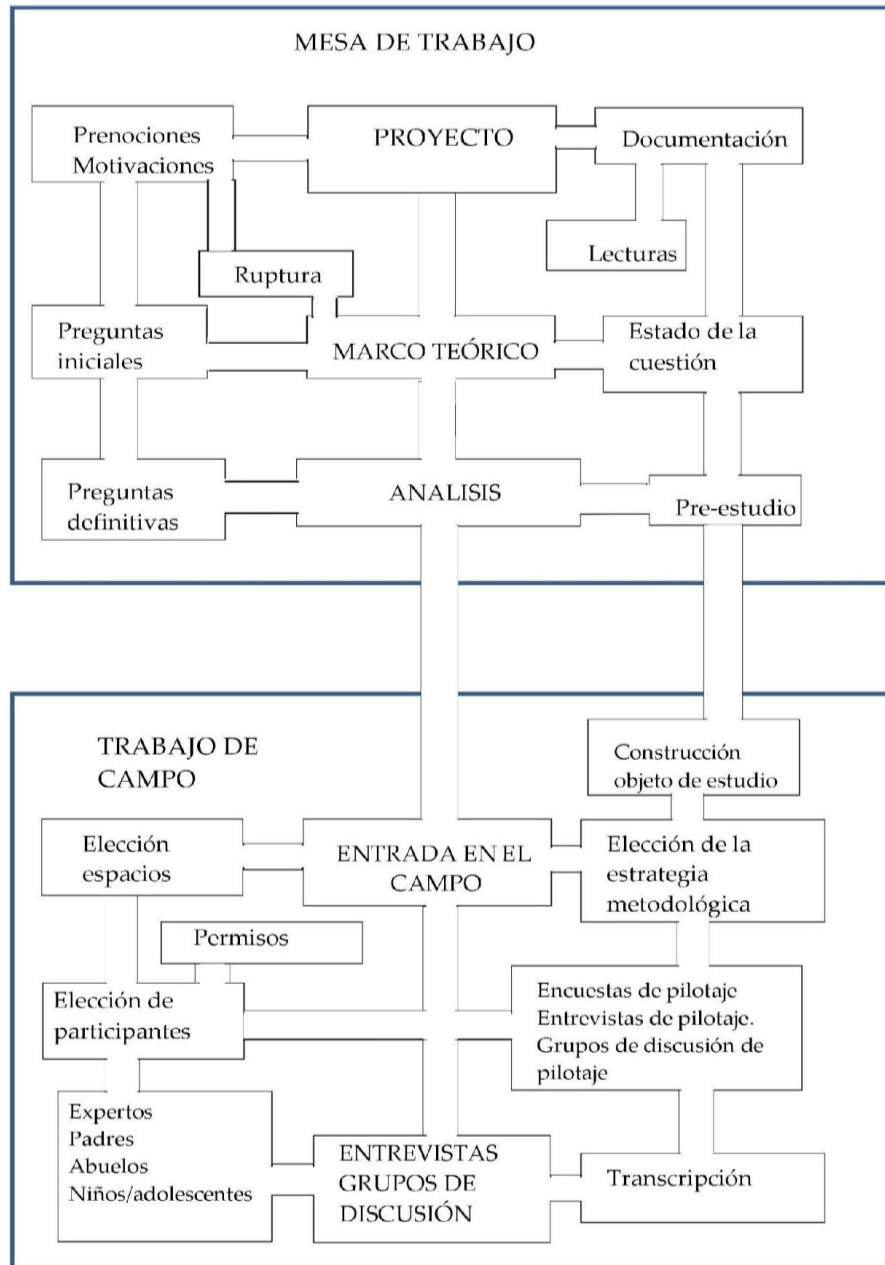 MESA DE TRABAJO
Prenociones
Motivaciones
PROYECTO
Documentación
Lecturas
Ruptura
Preguntas
iniciales
MARCO TEÓRICO
Estado de la
cuestión
Preguntas
definitivas
ANALISIS
Pre-estudio
TRABAJO DE
CAMPO
Construcción
objeto de estudio
Elección
espacios
ENTRADA EN EL
CAMPO
Elección de la
estrategia
metodológica
Permisos
Elección de
participantes
Encuestas de pilotaje
Entrevistas de pilotaje.
Grupos de discusión de
pilotaje
Expertos
Padres
Abuelos
Niños/adolescentes
ENTREVISTAS
GRUPOS DE
DISCUSIÓN
Transcripción